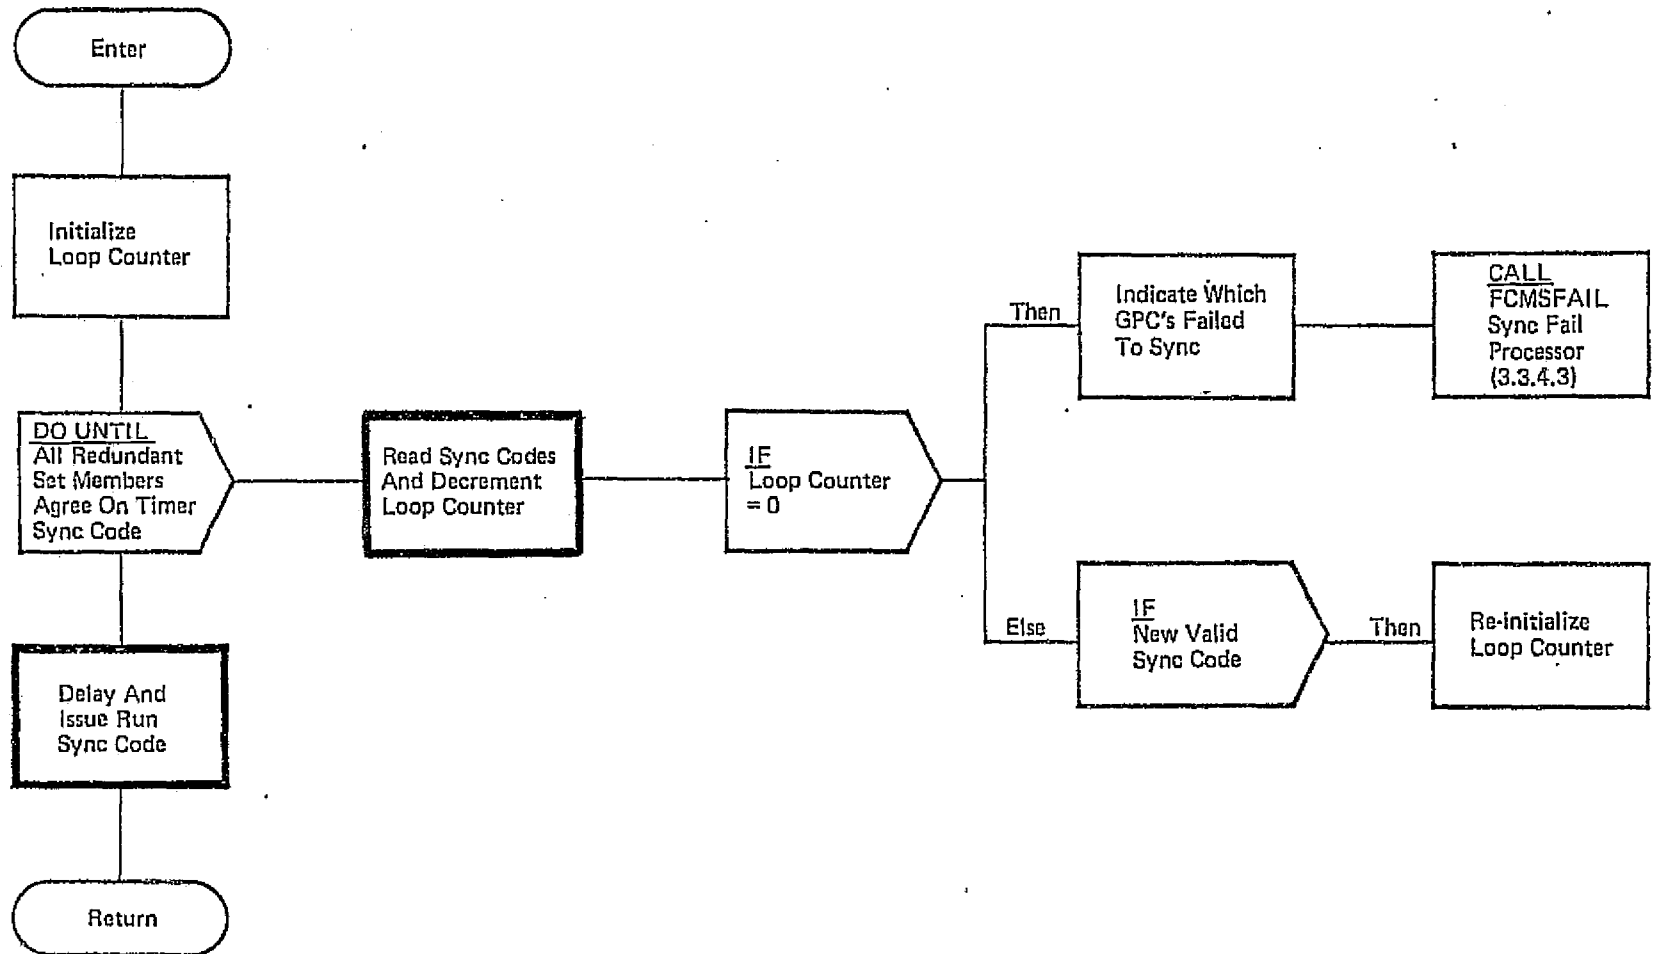 Enter
Initialize
Loop Counter
DO UNTIL
All Redundant
Set Members
Agree On Timer
Sync Code
Read Sync Codes
And Decrement
Loop Counter
IF
Loop Counter
= 0
Then
Indicate Which
GPC's Failed
To Sync
CALL
FCMSFAIL
Sync Fail
Processor
(3.3.4.3)
Else
IF
New Valid
Sync Code
Then
Re-Initialize
Loop Counter
Delay And
Issue Run
Sync Code
Return